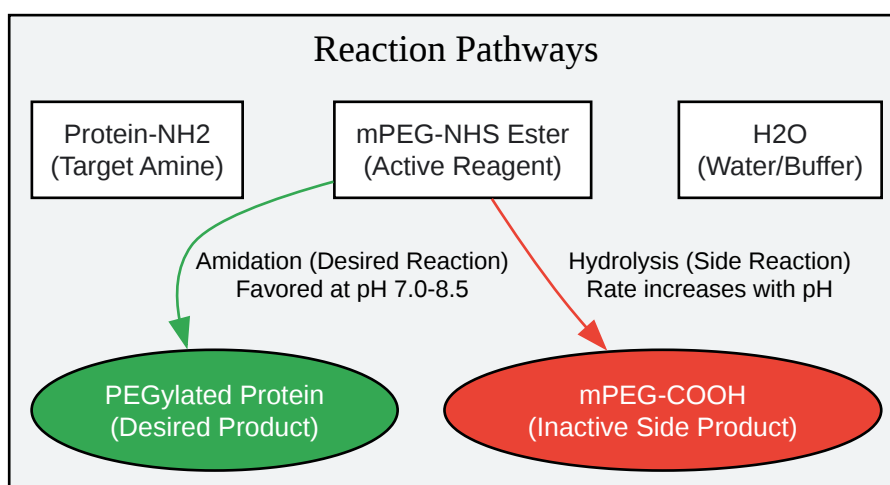 Reaction Pathways
Protein-NH2
(Target Amine)
mPEG-NHS Ester
(Active Reagent)
H2O
(Water/Buffer)
Amidation (Desired Reaction)
Favored at pH 7.0-8.5
Hydrolysis (Side Reaction)
Rate increases with pH
PEGylated Protein
(Desired Product)
mPEG-COOH
(Inactive Side Product)